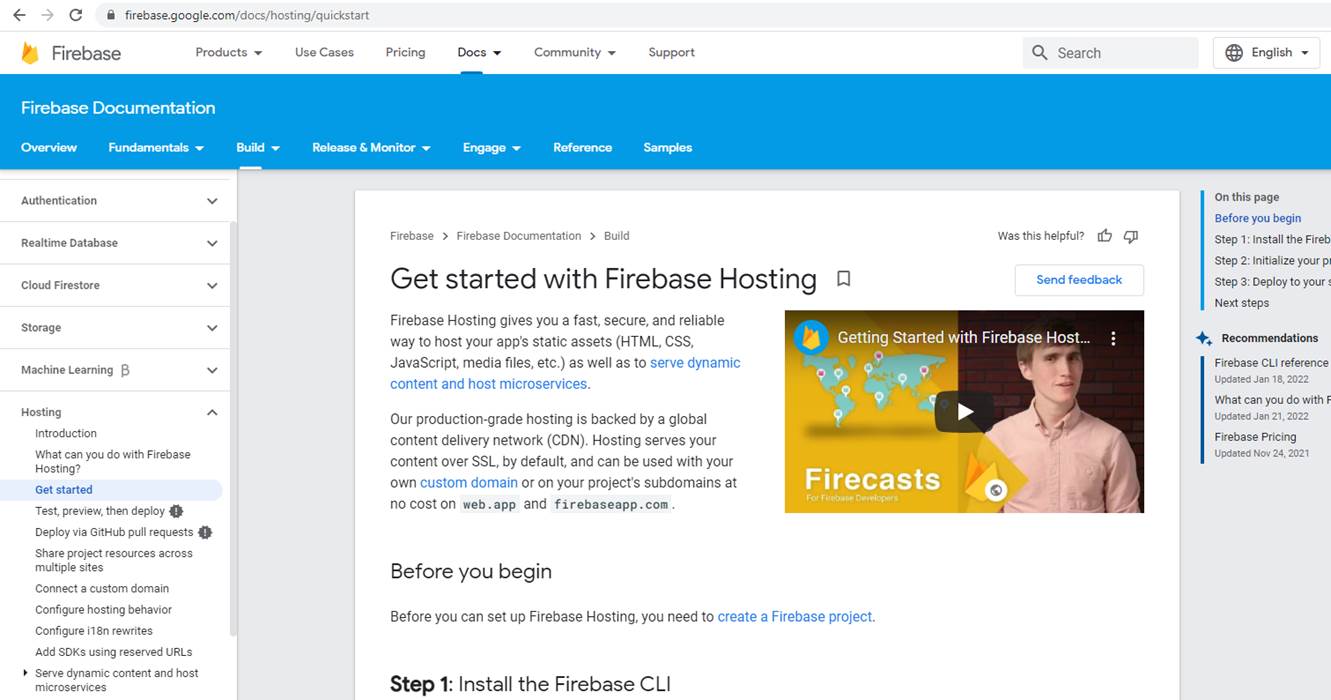 firebase.google.com/docs/hosting/quickstart
Firebase
Products
Use Cases
Pricing
Docs
Community
Support
Search
English
Firebase Documentation
Overview
Fundamentals
Build
Release & Monitor
Engage
Reference
Samples
Authentication
Realtime Database
Cloud Firestore
Storage
Machine Learning β
Hosting
Introduction
What can you do with Firebase
Hosting?
Get started
Test, preview, then deploy
Deploy via GitHub pull requests
Share project resources across
multiple sites
Connect a custom domain
Configure hosting behavior
Configure i18n rewrites
Add SDKs using reserved URLs
Serve dynamic content and host
microservices
Firebase > Firebase Documentation > Build
Was this helpful?
Get started with Firebase Hosting
Send feedback
Firebase Hosting gives you a fast, secure, and reliable
way to host your app's static assets (HTML, CSS,
JavaScript, media files, etc.) as well as to serve dynamic
content and host microservices.
Our production-grade hosting is backed by a global
content delivery network (CDN). Hosting serves your
content over SSL, by default, and can be used with your
own custom domain or on your project's subdomains at
no cost on web.app and firebaseapp.com.
Getting Started with Firebase Host...
Firecasts
For Firebase Developers
Before you begin
Before you can set up Firebase Hosting, you need to create a Firebase project.
Step 1: Install the Firebase CLI
On this page
Before you begin
Step 1: Install the Fireb
Step 2: Initialize your pr
Step 3: Deploy to your s
Next steps
Recommendations
Firebase CLI reference
Updated Jan 18, 2022
What can you do with F
Updated Jan 21, 2022
Firebase Pricing
Updated Nov 24, 2021